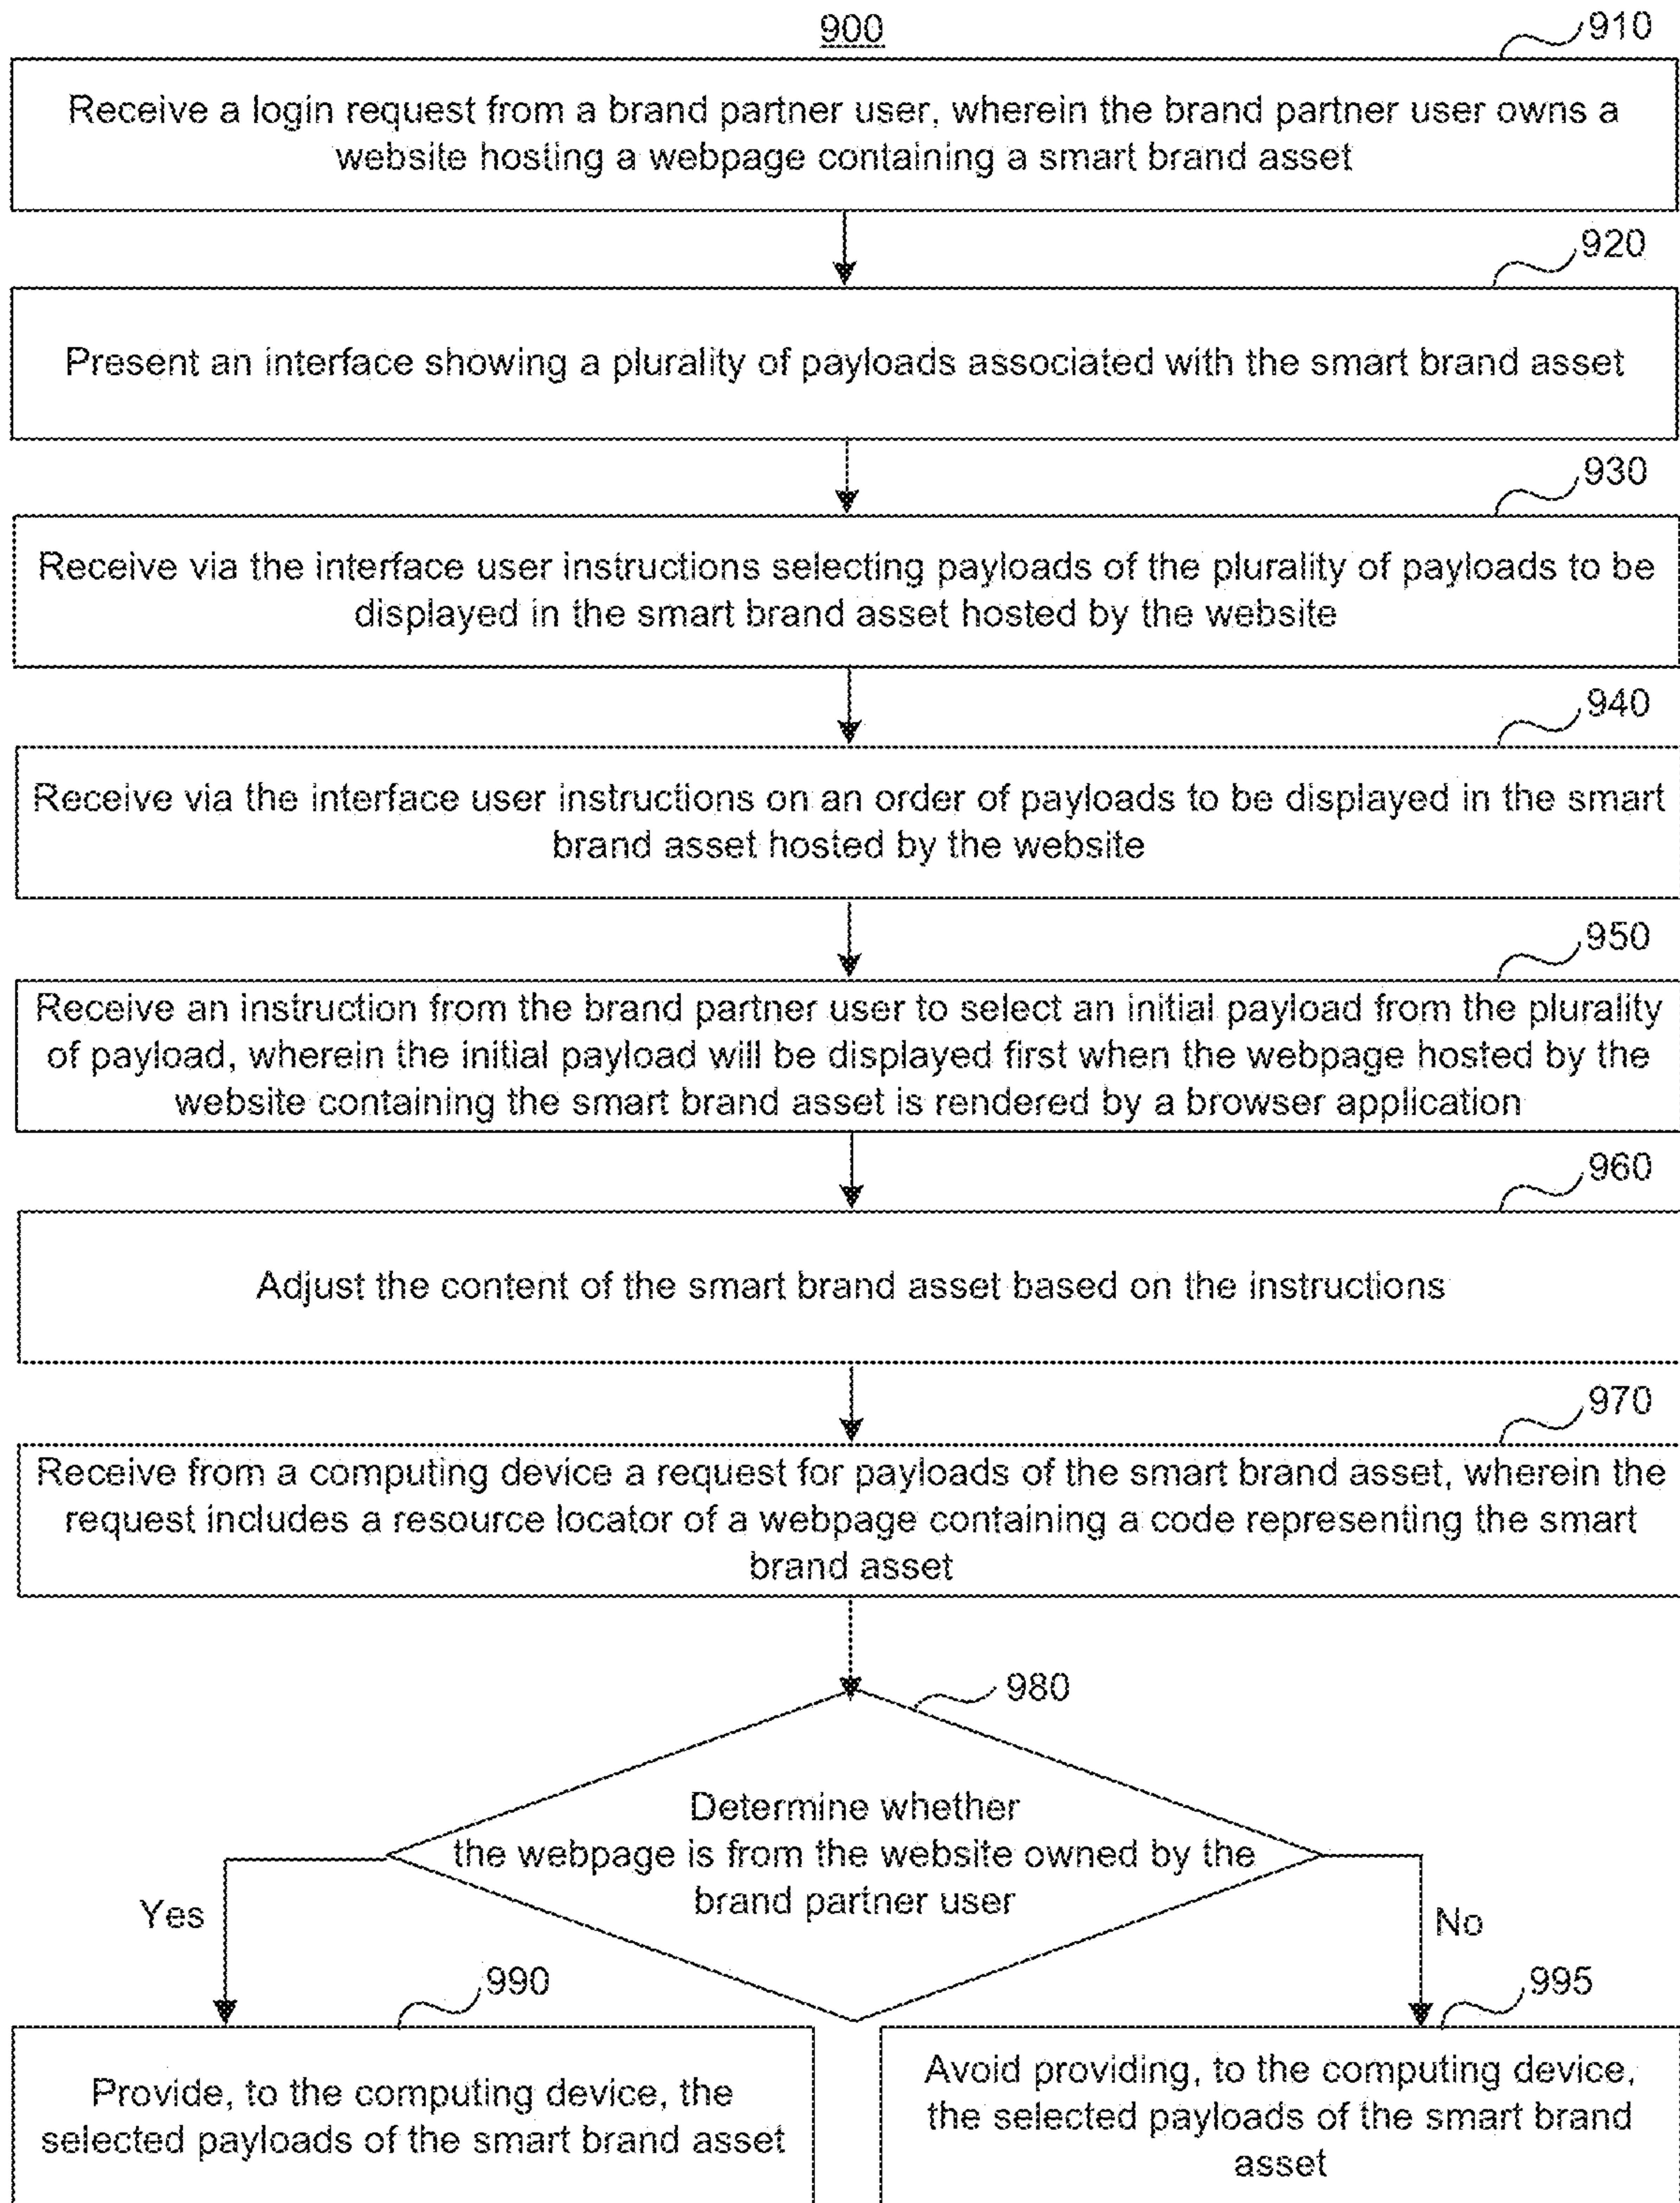 900
910
Receive a login request from a brand partner user, wherein the brand partner user owns a
website hosting a webpage containing a smart brand asset
920
Present an interface showing a plurality of payloads associated with the smart brand asset
930
Receive via the interface user instructions selecting payloads of the plurality of payloads to be
displayed in the smart brand asset hosted by the website
940
Receive via the interface user instructions on an order of payloads to be displayed in the smart
brand asset hosted by the website
950
Receive an instruction from the brand partner user to select an initial payload from the plurality
of payload, wherein the initial payload will be displayed first when the webpage hosted by the
website containing the smart brand asset is rendered by a browser application
960
Adjust the content of the smart brand asset based on the instructions
970
Receive from a computing device a request for payloads of the smart brand asset, wherein the
request includes a resource locator of a webpage containing a code representing the smart
brand asset
980
Determine whether
the webpage is from the website owned by the
brand partner user
Yes
No
990
Provide, to the computing device, the
selected payloads of the smart brand asset
995
Avoid providing, to the computing device,
the selected payloads of the smart brand
asset